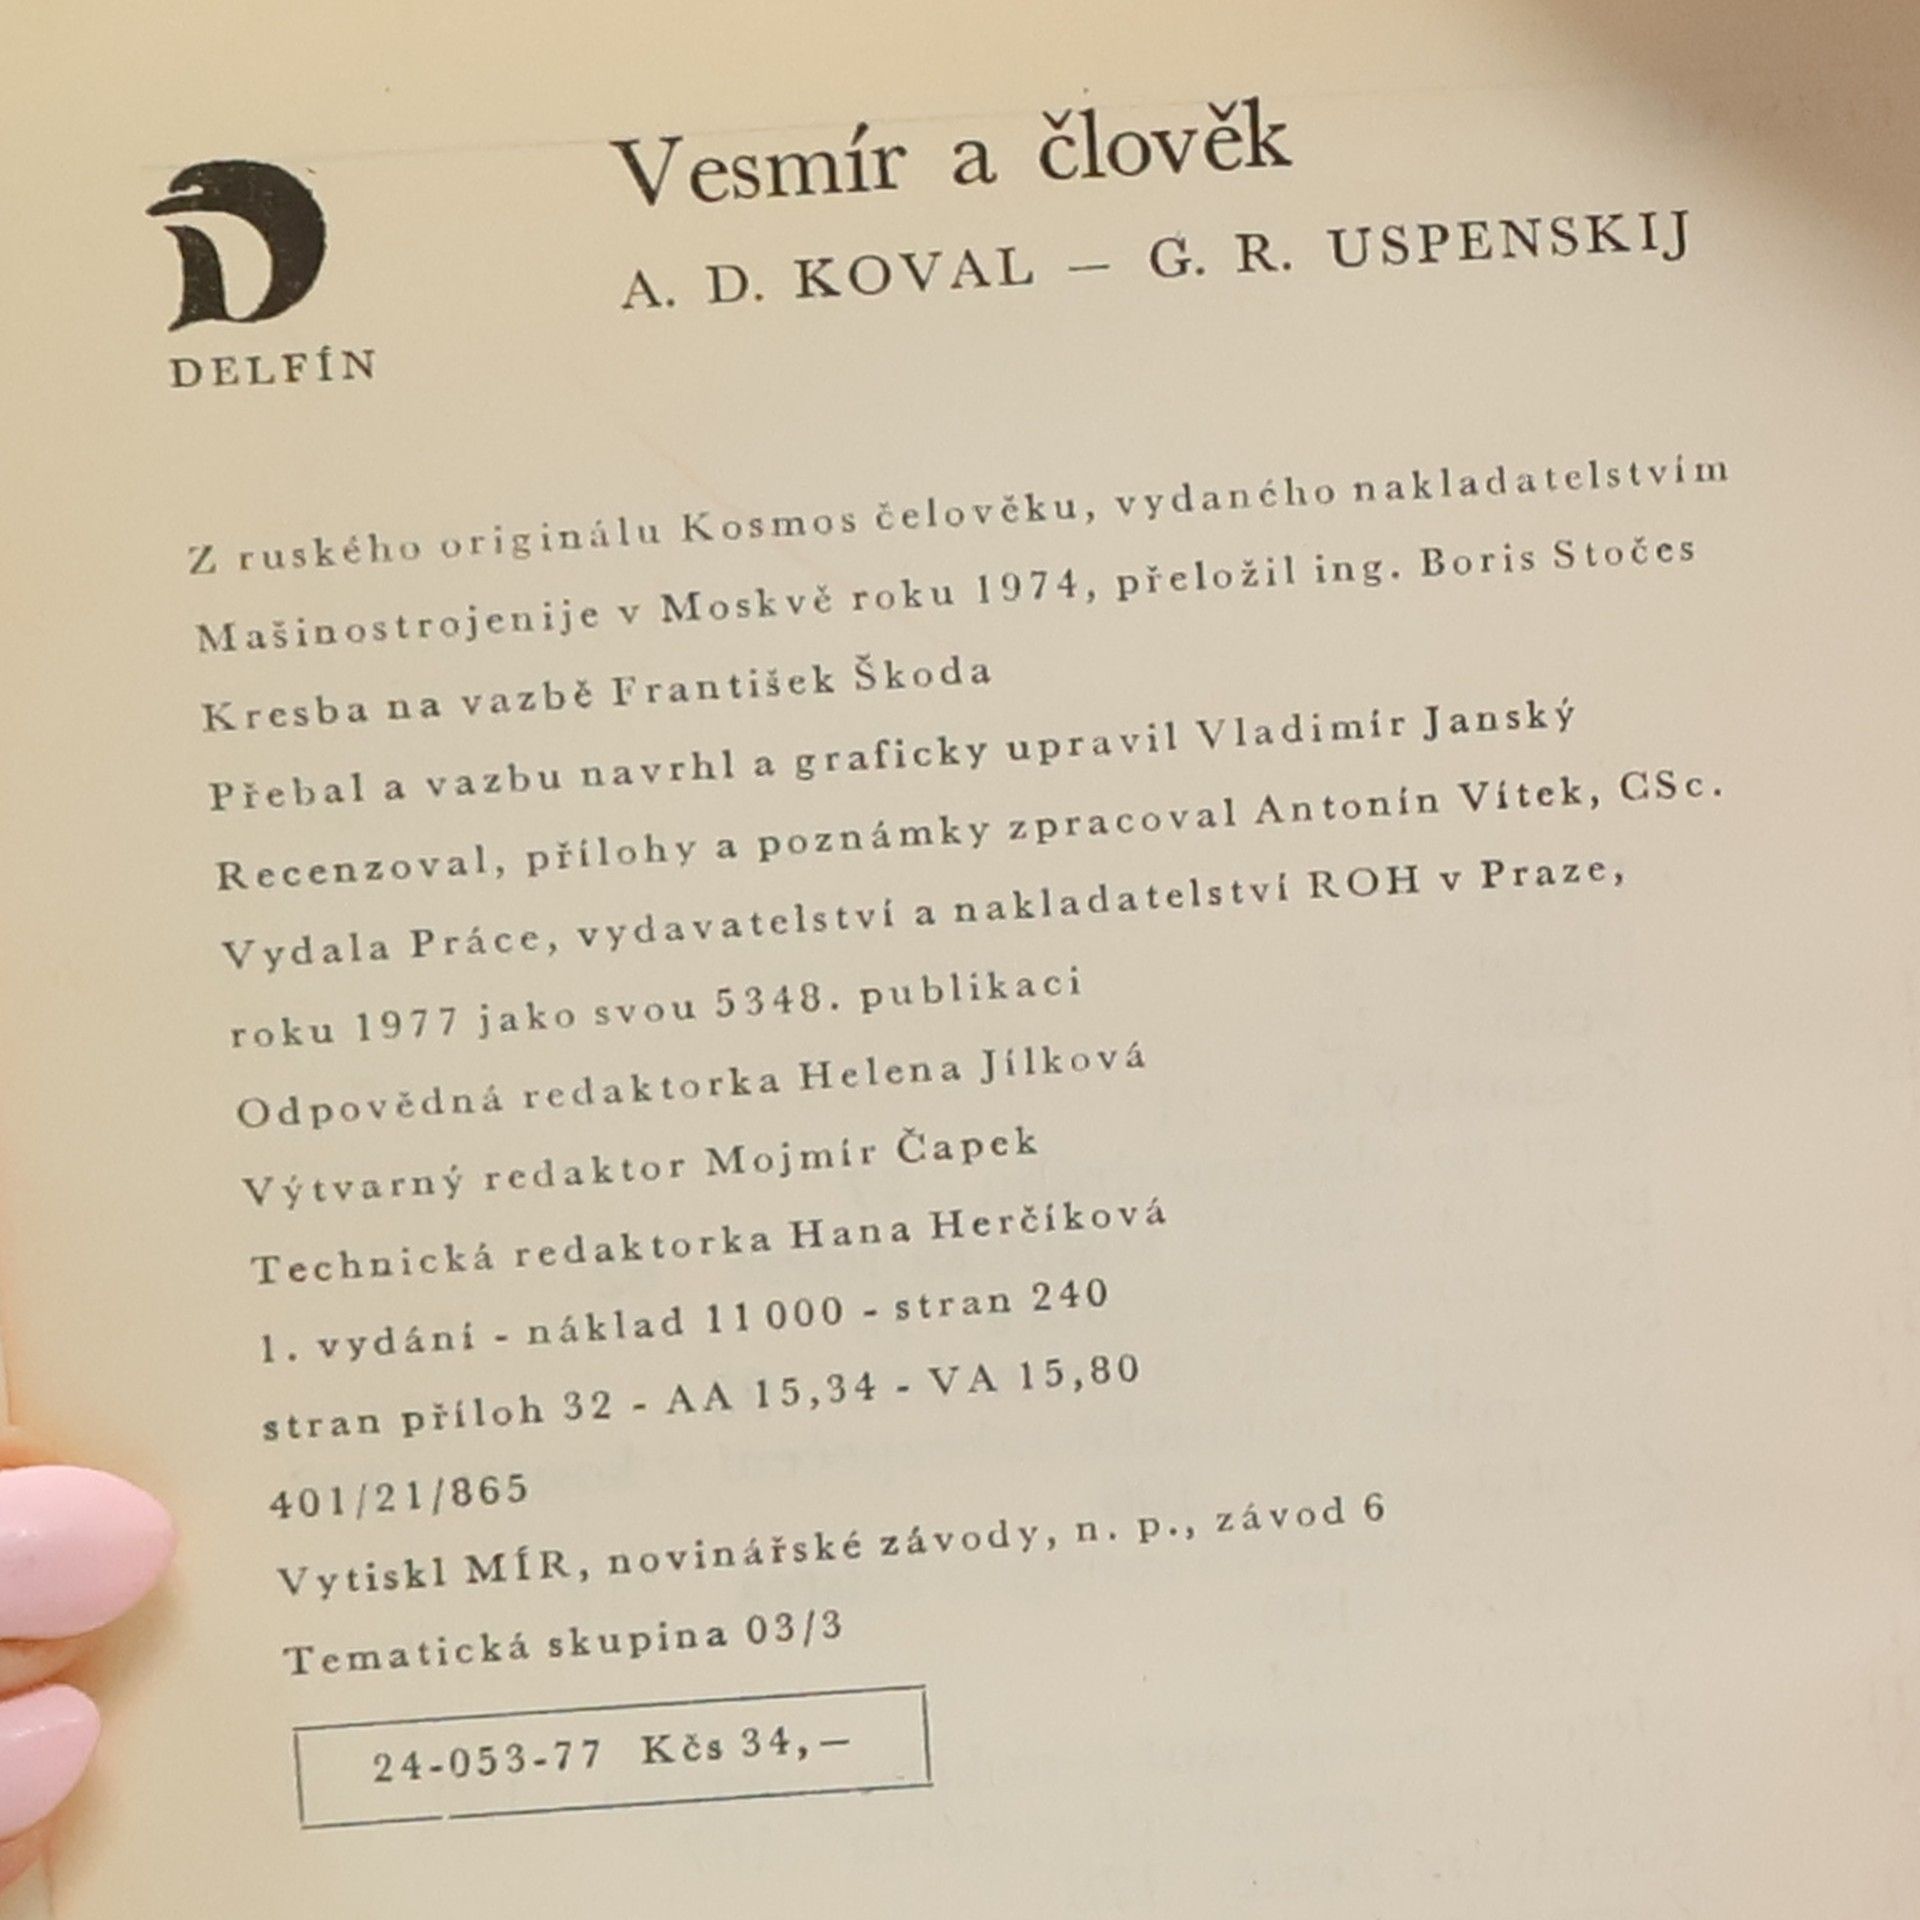 Vesmír a člověk
A. D. KOVAL – G. R. USPENSKIJ
DELFÍN
Z ruského originálu Kosmos čelověku, vydaného nakladatelstvím
Mašinostrojenije v Moskvě roku 1974, přeložil ing. Boris Stočes
Kresba na vazbě František Škoda
Přebal a vazbu navrhl a graficky upravil Vladimír Janský
Recenzoval, přílohy a poznámky zpracoval Antonín Vítek, CSc.
Vydala Práce, vydavatelství a nakladatelství ROH v Praze,
roku 1977 jako svou 5348. publikaci
Odpovědná redaktorka Helena Jílková
Výtvarný redaktor Mojmír Čapek
Technická redaktorka Hana Herčíková
1. vydání - náklad 11 000 - stran 240
stran příloh 32 - AA 15,34 - VA 15,80
401/21/865
Vytiskl MÍR, novinářské závody, n. p., závod 6
Tematická skupina 03/3
24-053-77 Kčs 34,–